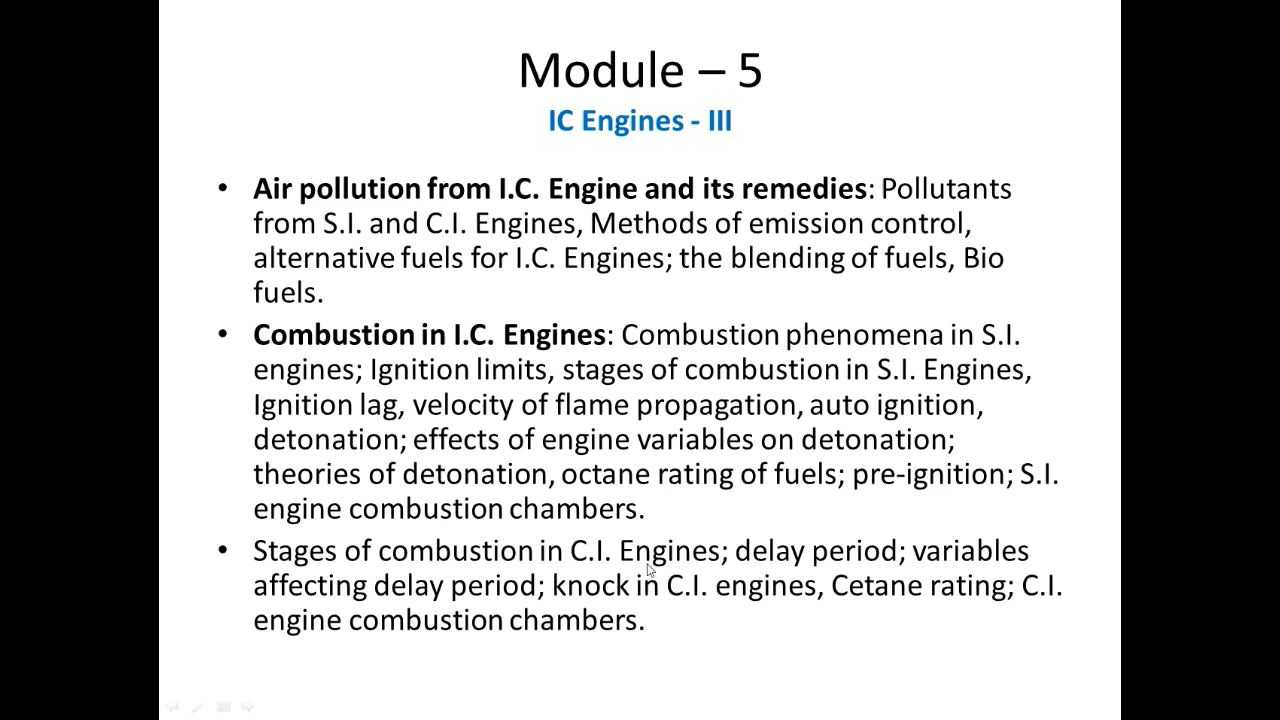 Module – 5
IC Engines - III
• Air pollution from I.C. Engine and its remedies: Pollutants
from S.I. and C.I. Engines, Methods of emission control,
alternative fuels for I.C. Engines; the blending of fuels, Bio
fuels.
• Combustion in I.C. Engines: Combustion phenomena in S.I.
engines; Ignition limits, stages of combustion in S.I. Engines,
Ignition lag, velocity of flame propagation, auto ignition,
detonation; effects of engine variables on detonation;
theories of detonation, octane rating of fuels; pre-ignition; S.I.
engine combustion chambers.
• Stages of combustion in C.I. Engines; delay period; variables
affecting delay period; knock in C.I. engines, Cetane rating; C.I.
engine combustion chambers.